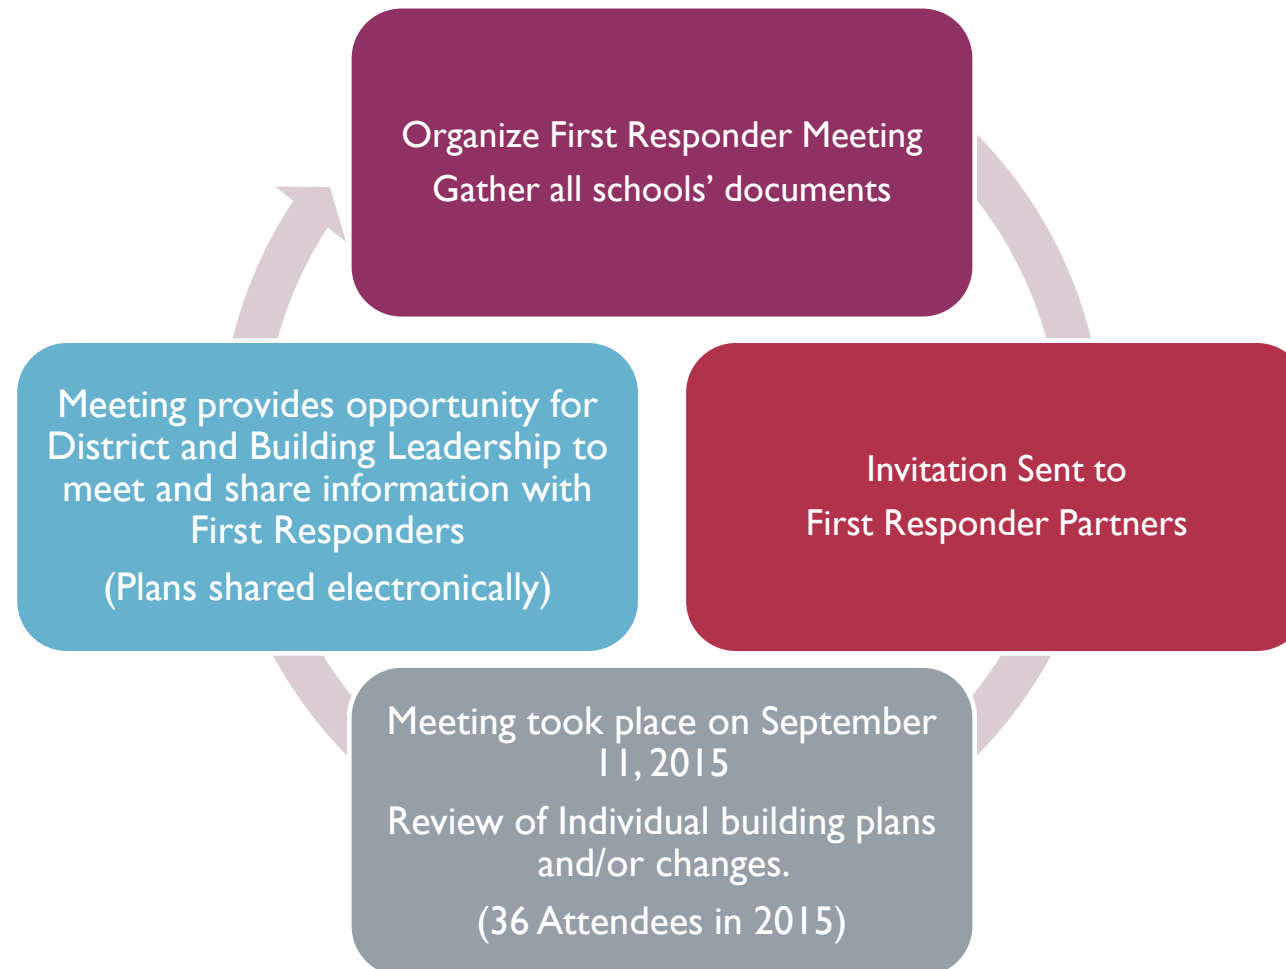 Organize First Responder Meeting
Gather all schools’ documents
Invitation Sent to
First Responder Partners
Meeting took place on September
11, 2015
Review of Individual building plans
and/or changes.
(36 Attendees in 2015)
Meeting provides opportunity for
District and Building Leadership to
meet and share information with
First Responders
(Plans shared electronically)